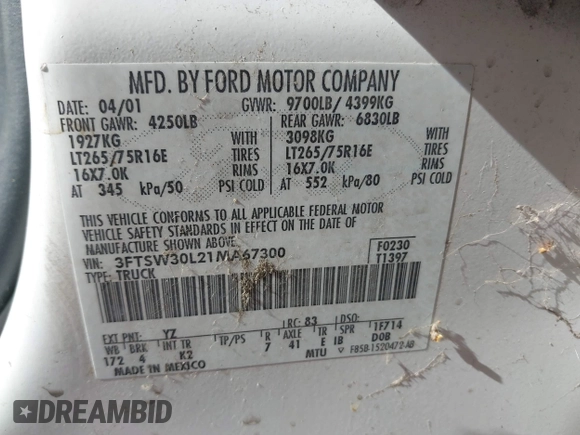 MFD. BY FORD MOTOR COMPANY
DATE: 04/01 GVWR: 9700LB/ 4399KG
FRONT GAWR: 4250LB REAR GAWR: 6830LB
1927KG WITH 3098KG WITH
LT265/75R16E TIRES LT265/75R16E TIRES
16X7.0K RIMS 16X7.0K RIMS
AT 345 kPa/50 PSI COLD AT 552 kPa/80 PSI COLD
THIS VEHICLE CONFORMS TO ALL APPLICABLE FEDERAL MOTOR
VEHICLE SAFETY STANDARDS IN EFFECT ON THE DATE OF
MANUFACTURE SHOWN ABOVE.
VIN: 3FTSW30L21MA67300 F0230
TYPE: TRUCK T1397
RC: 83 DSO:
EXT PNT: YZ 1F714
WB BRK INT TR TP/PS R AXLE TR SPR DOB
172 4 K2 7 41 E IB
MADE IN MEXICO MTU F85B-1520472-AB
DREAMBID